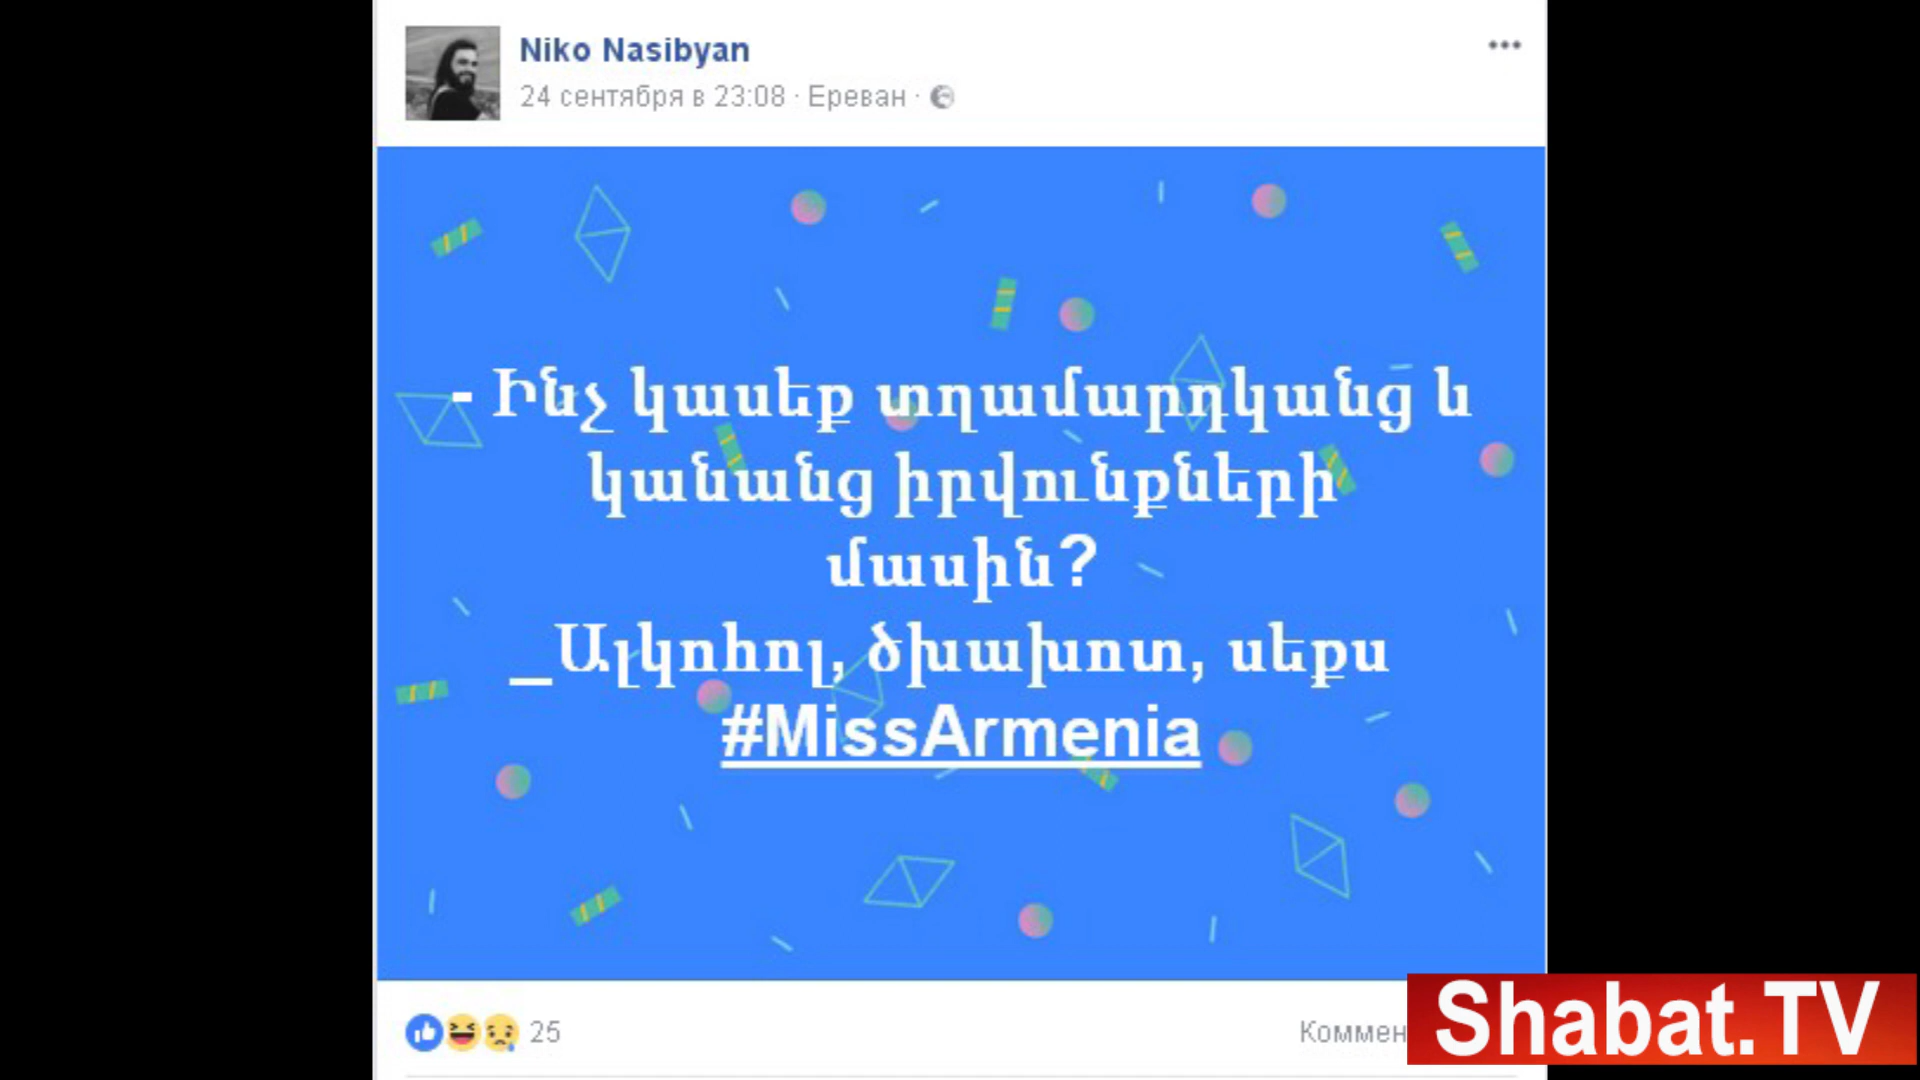 Niko Nasibyan
24 сентября в 23:08 · Ереван ·
- Ինչ կասեք տղամարդկանց և
կանանց իրվունքների
մասին?
_Ալկոհոլ, ծխախոտ, սեքս
#MissArmenia
25
Коммен
Shabat.TV